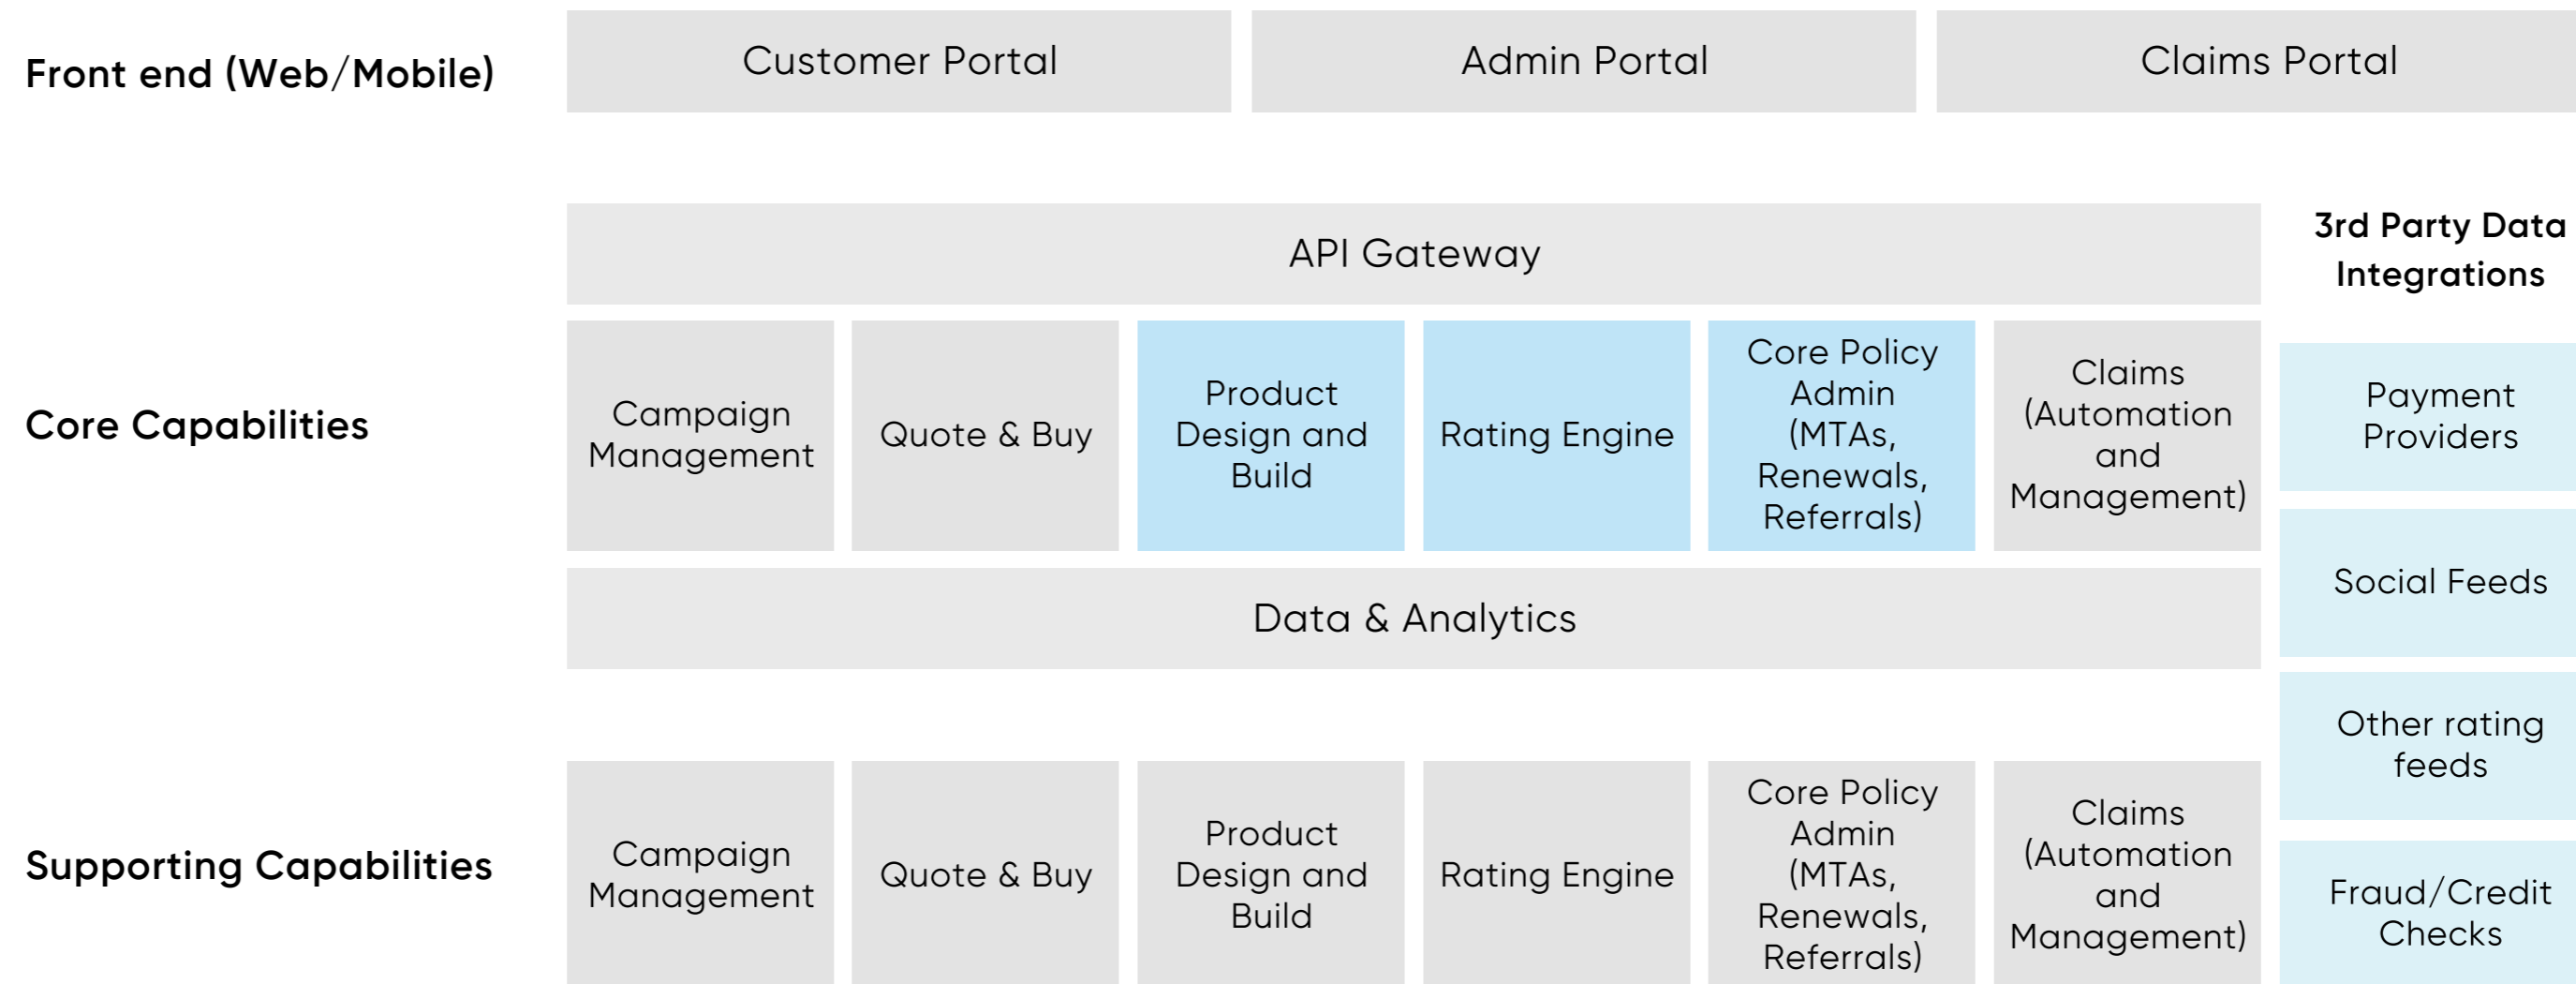 Front end (Web/Mobile)
Customer Portal
Admin Portal
Claims Portal
API Gateway
3rd Party Data
Integrations
Core Capabilities
Campaign
Management
Quote & Buy
Product
Design and
Build
Rating Engine
Core Policy
Admin
(MTAs,
Renewals,
Referrals)
Claims
(Automation
and
Management)
Payment
Providers
Social Feeds
Data & Analytics
Other rating
feeds
Supporting Capabilities
Campaign
Management
Quote & Buy
Product
Design and
Build
Rating Engine
Core Policy
Admin
(MTAs,
Renewals,
Referrals)
Claims
(Automation
and
Management)
Fraud/Credit
Checks